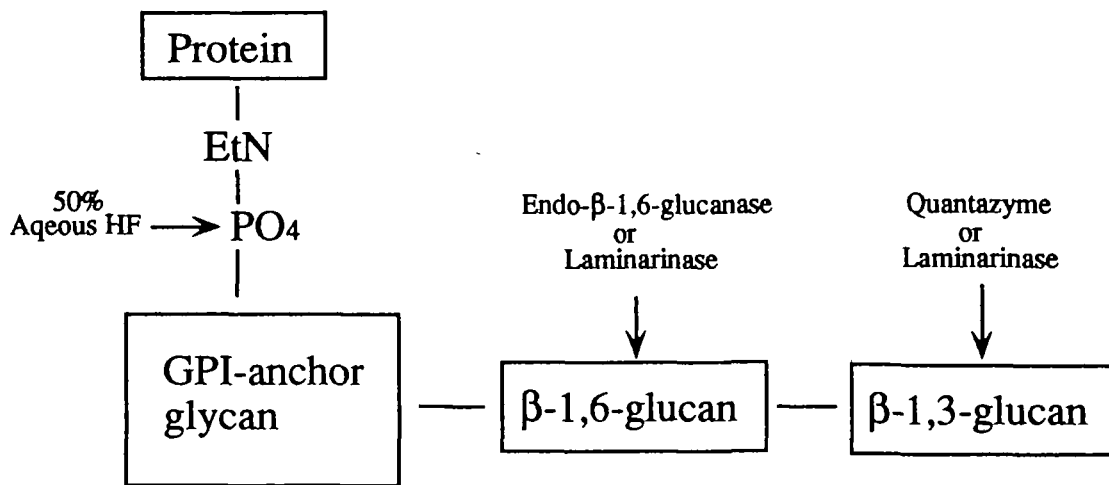 Protein
EtN
50%
Aqeous HF
PO4
Endo-β-1,6-glucanase
or
Laminarinase
Quantazyme
or
Laminarinase
GPI-anchor
glycan
β-1,6-glucan
β-1,3-glucan